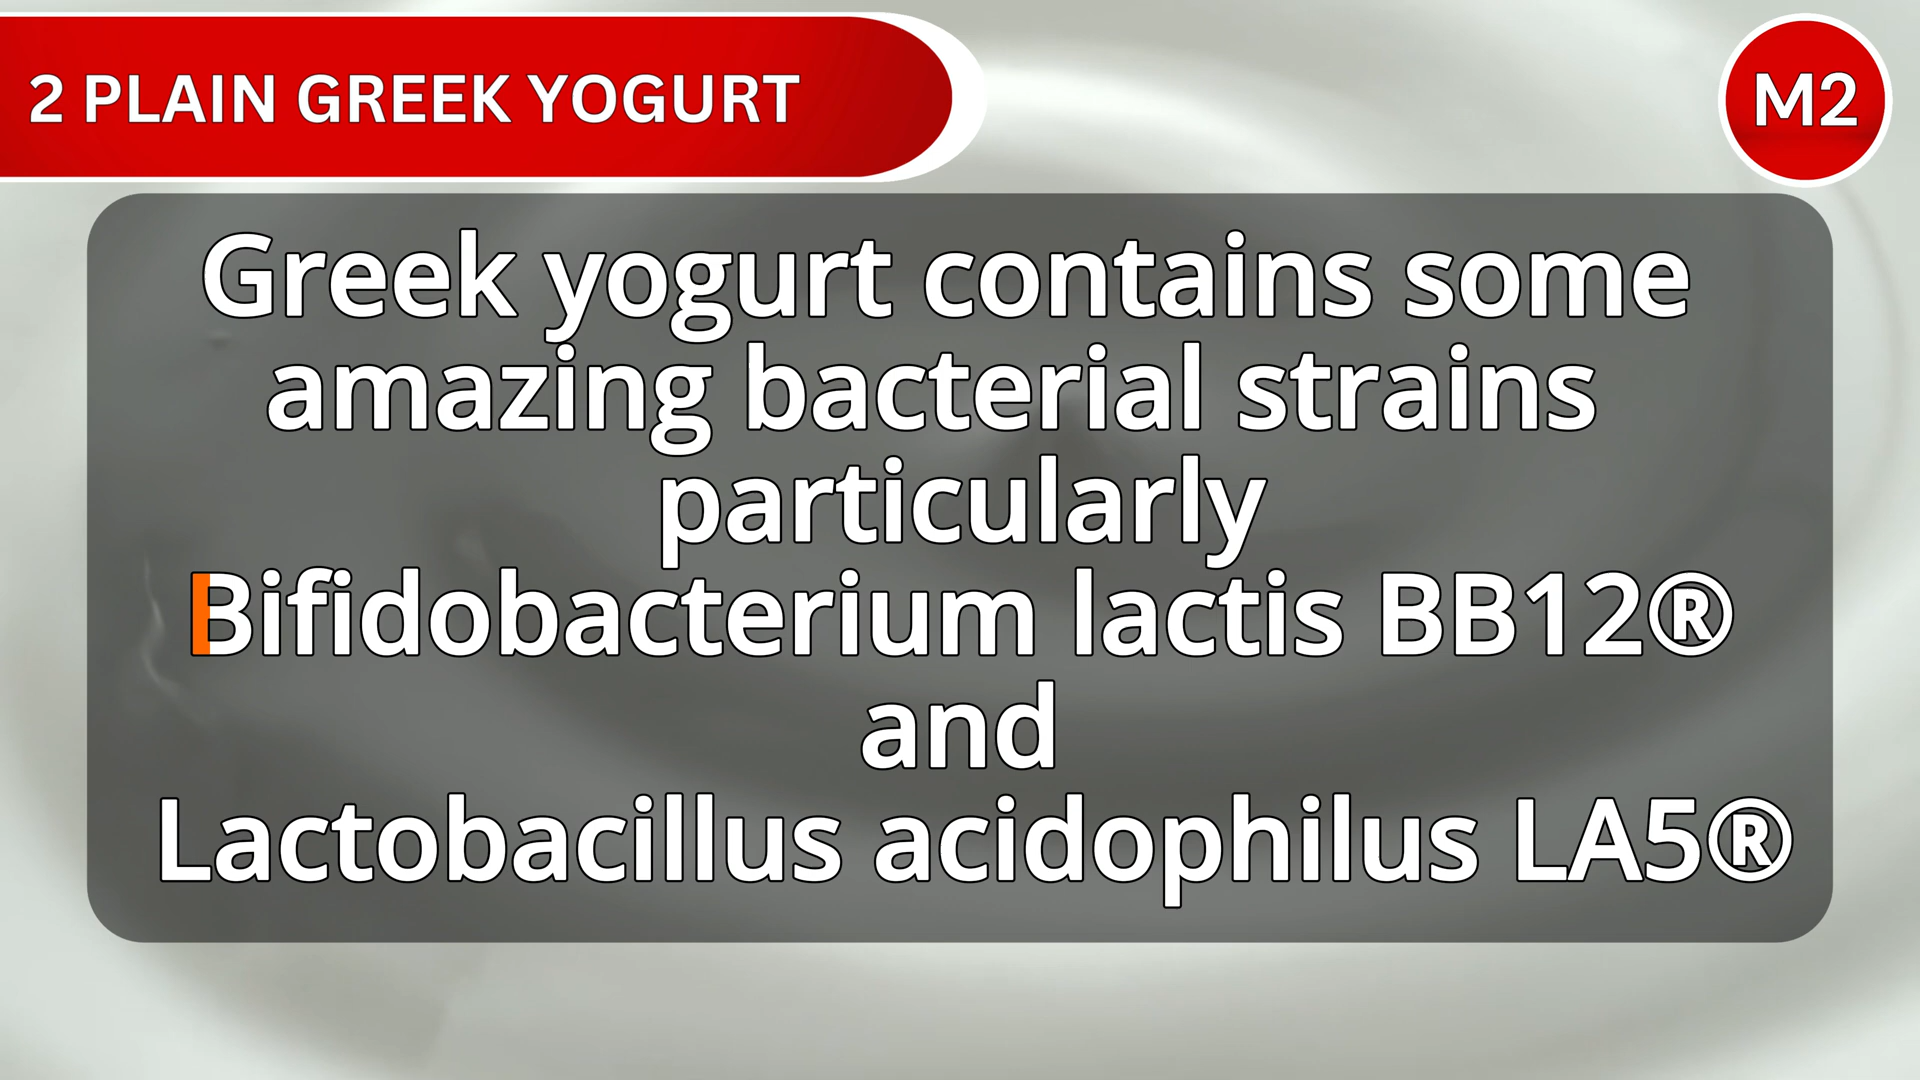 2 PLAIN GREEK YOGURT
M2
Greek yogurt contains some
amazing bacterial strains
particularly
Bifidobacterium lactis BB12®
and
Lactobacillus acidophilus LA5®